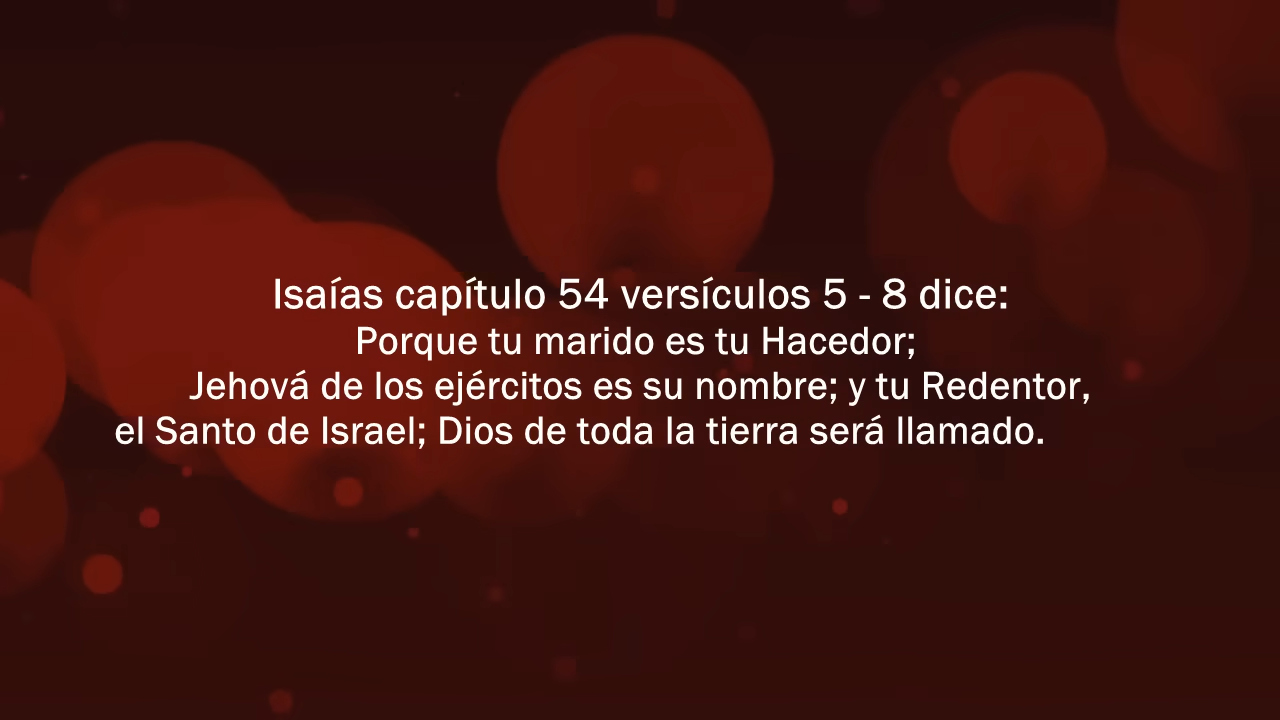 Isaías capítulo 54 versículos 5 - 8 dice:
Porque tu marido es tu Hacedor;
Jehová de los ejércitos es su nombre; y tu Redentor,
el Santo de Israel; Dios de toda la tierra será llamado.